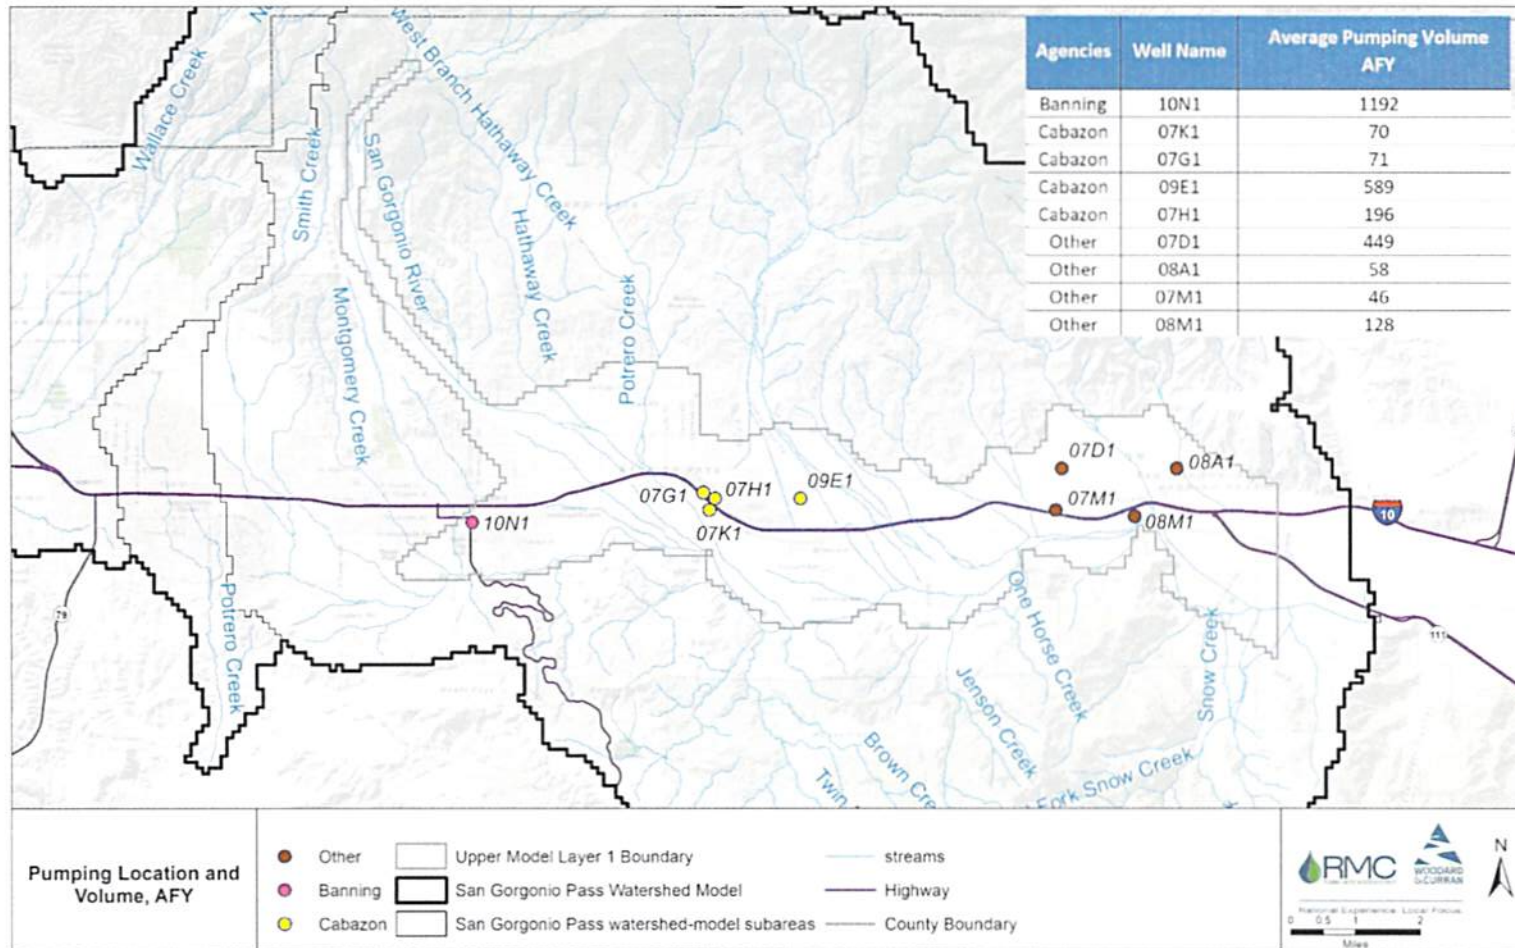 West Branch Hathaway Creek
Wallace Creek
Smith Creek
San Gorgonio River
Hathaway Creek
Montgomery Creek
Potrero Creek
Agencies Well Name Average Pumping Volume
AFY
Banning 10N1 1192
Cabazon 07K1 70
Cabazon 07G1 71
Cabazon 09E1 589
Cabazon 07H1 196
Other 07D1 449
Other 08A1 58
Other 07M1 46
Other 08M1 128
07D1
08A1
07G1
07H1
09E1
07M1
10N1
07K1
08M1
10
79
111
Potrero Creek
One Horse Creek
Snow Creek
Jenson Creek
Brown Cre
Twin
Fork Snow Creek
Pumping Location and
Volume, AFY
Other
Banning
Cabazon
Upper Model Layer 1 Boundary
San Gorgonio Pass Watershed Model
San Gorgonio Pass watershed-model subareas
streams
Highway
County Boundary
RMC
WOODARD
&CURRAN
National Experience. Local Focus.
N
0 0.5 1 2
Miles